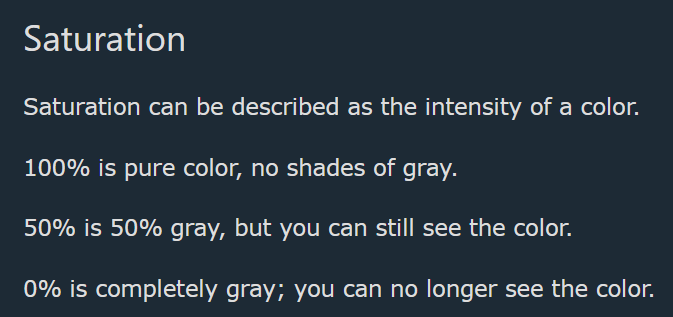 Saturation
Saturation can be described as the intensity of a color.
100% is pure color, no shades of gray.
50% is 50% gray, but you can still see the color.
0% is completely gray; you can no longer see the color.